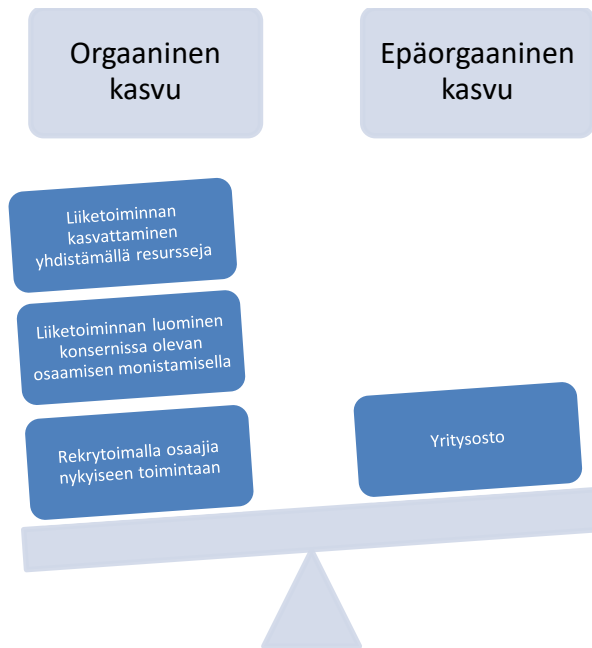 Orgaaninen
kasvu
Epäorgaaninen
kasvu
Liiketoiminnan
kasvattaminen
yhdistämällä resursseja
Liiketoiminnan luominen
konsernissa olevan
osaamisen monistamisella
Rekrytoimalla osaajia
nykyiseen toimintaan
Yritysosto